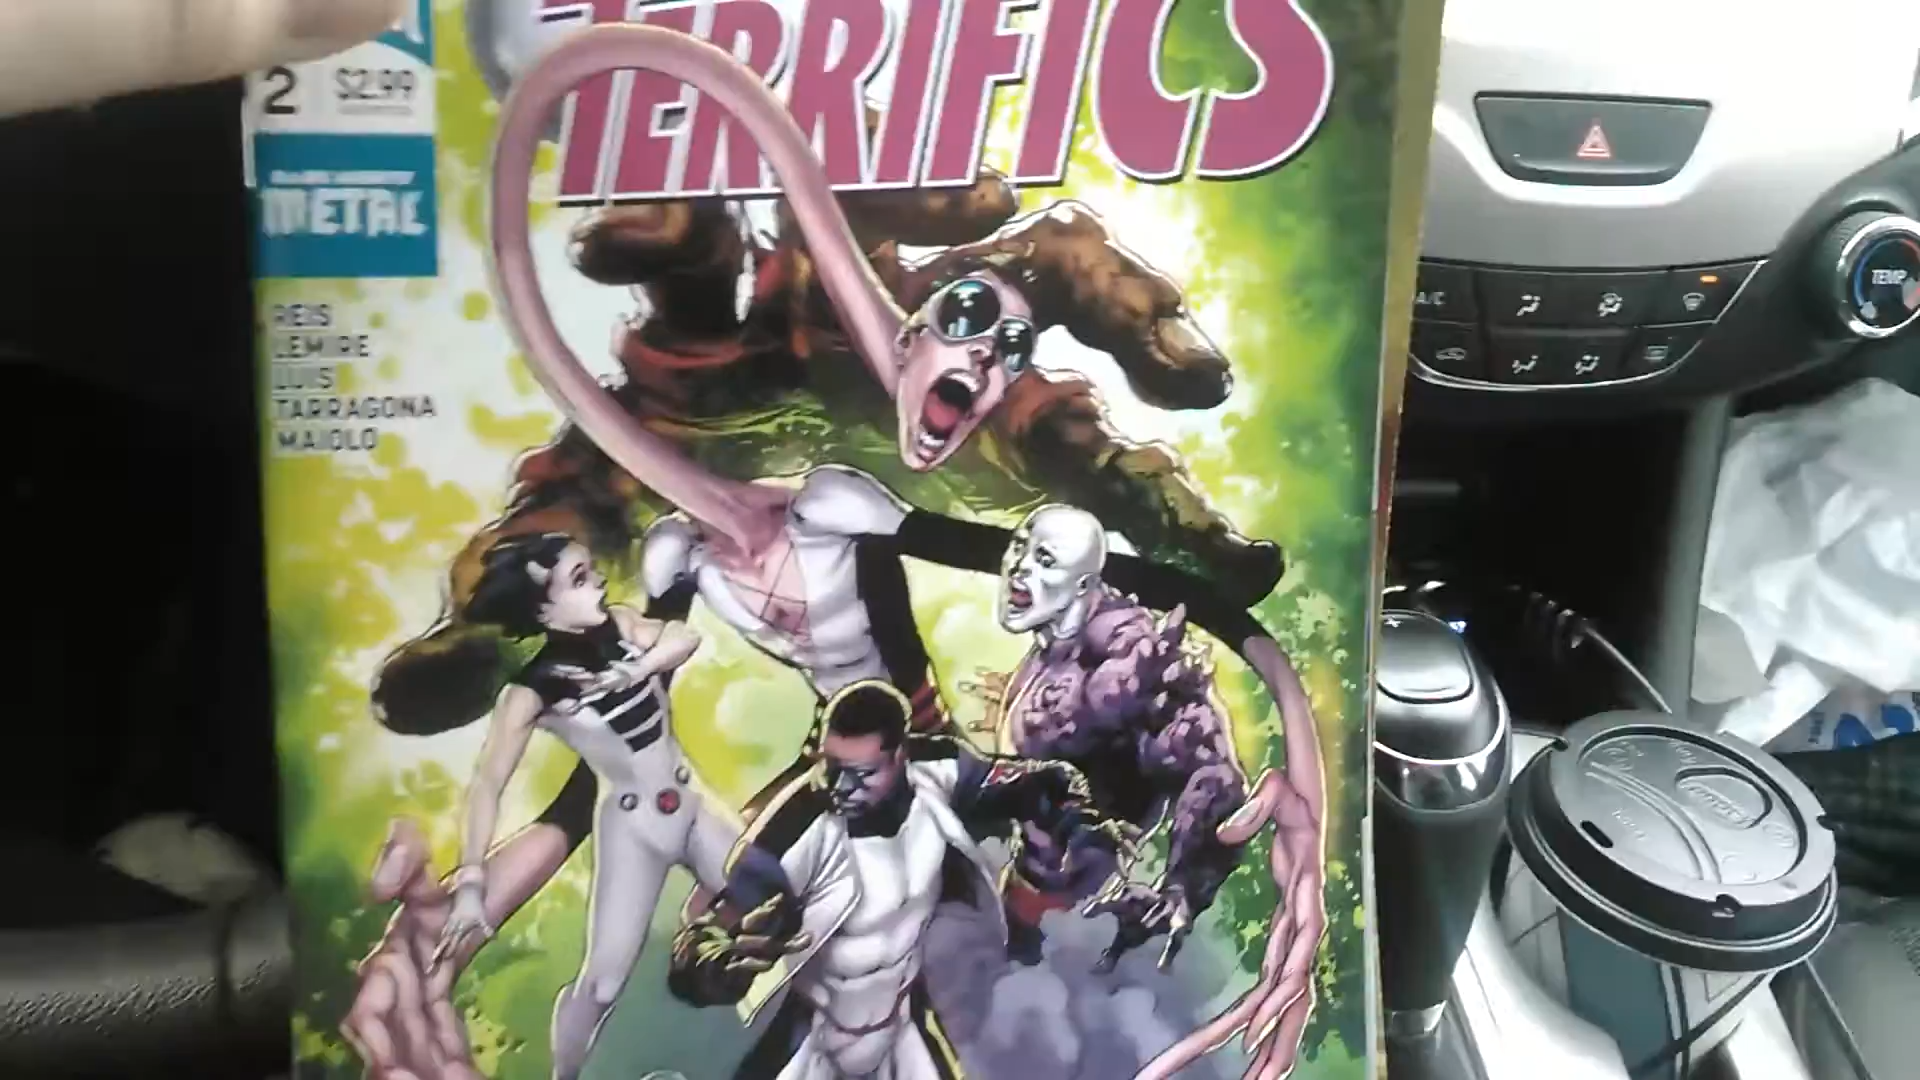 TERRIFICS
2 $2.99
METAL
REIS
LEMIRE
LUIS
TARRAGONA
MAIOLO
A/C
TEMP